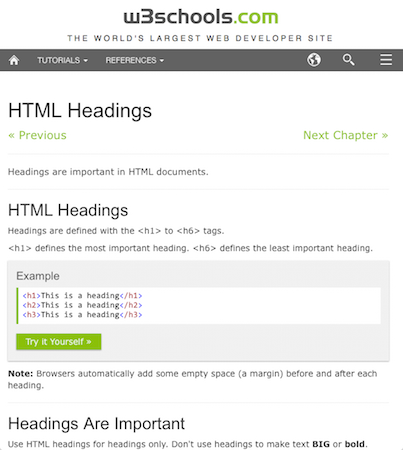 w3schools.com
THE WORLD'S LARGEST WEB DEVELOPER SITE
TUTORIALS REFERENCES
HTML Headings
« Previous Next Chapter »
Headings are important in HTML documents.
HTML Headings
Headings are defined with the <h1> to <h6> tags.
<h1> defines the most important heading. <h6> defines the least important heading.
Example
<h1>This is a heading</h1>
<h2>This is a heading</h2>
<h3>This is a heading</h3>
Try it Yourself »
Note: Browsers automatically add some empty space (a margin) before and after each
heading.
Headings Are Important
Use HTML headings for headings only. Don't use headings to make text BIG or bold.